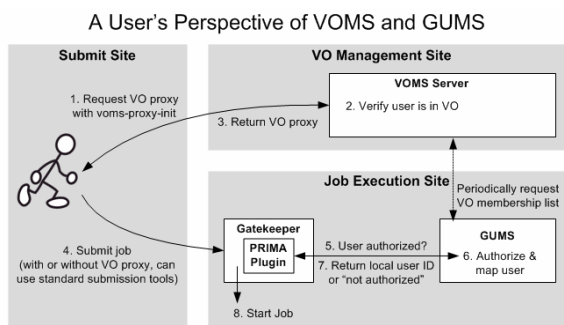 A User's Perspective of VOMS and GUMS
Submit Site
VO Management Site
VOMS Server
1. Request VO proxy
with voms-proxy-init
2. Verify user is in VO
3. Return VO proxy
Job Execution Site
Periodically request
VO membership list
4. Submit job
(with or without VO proxy, can
use standard submission tools)
Gatekeeper
PRIMA
Plugin
5. User authorized?
7. Return local user ID
or "not authorized"
GUMS
6. Authorize &
map user
8. Start Job